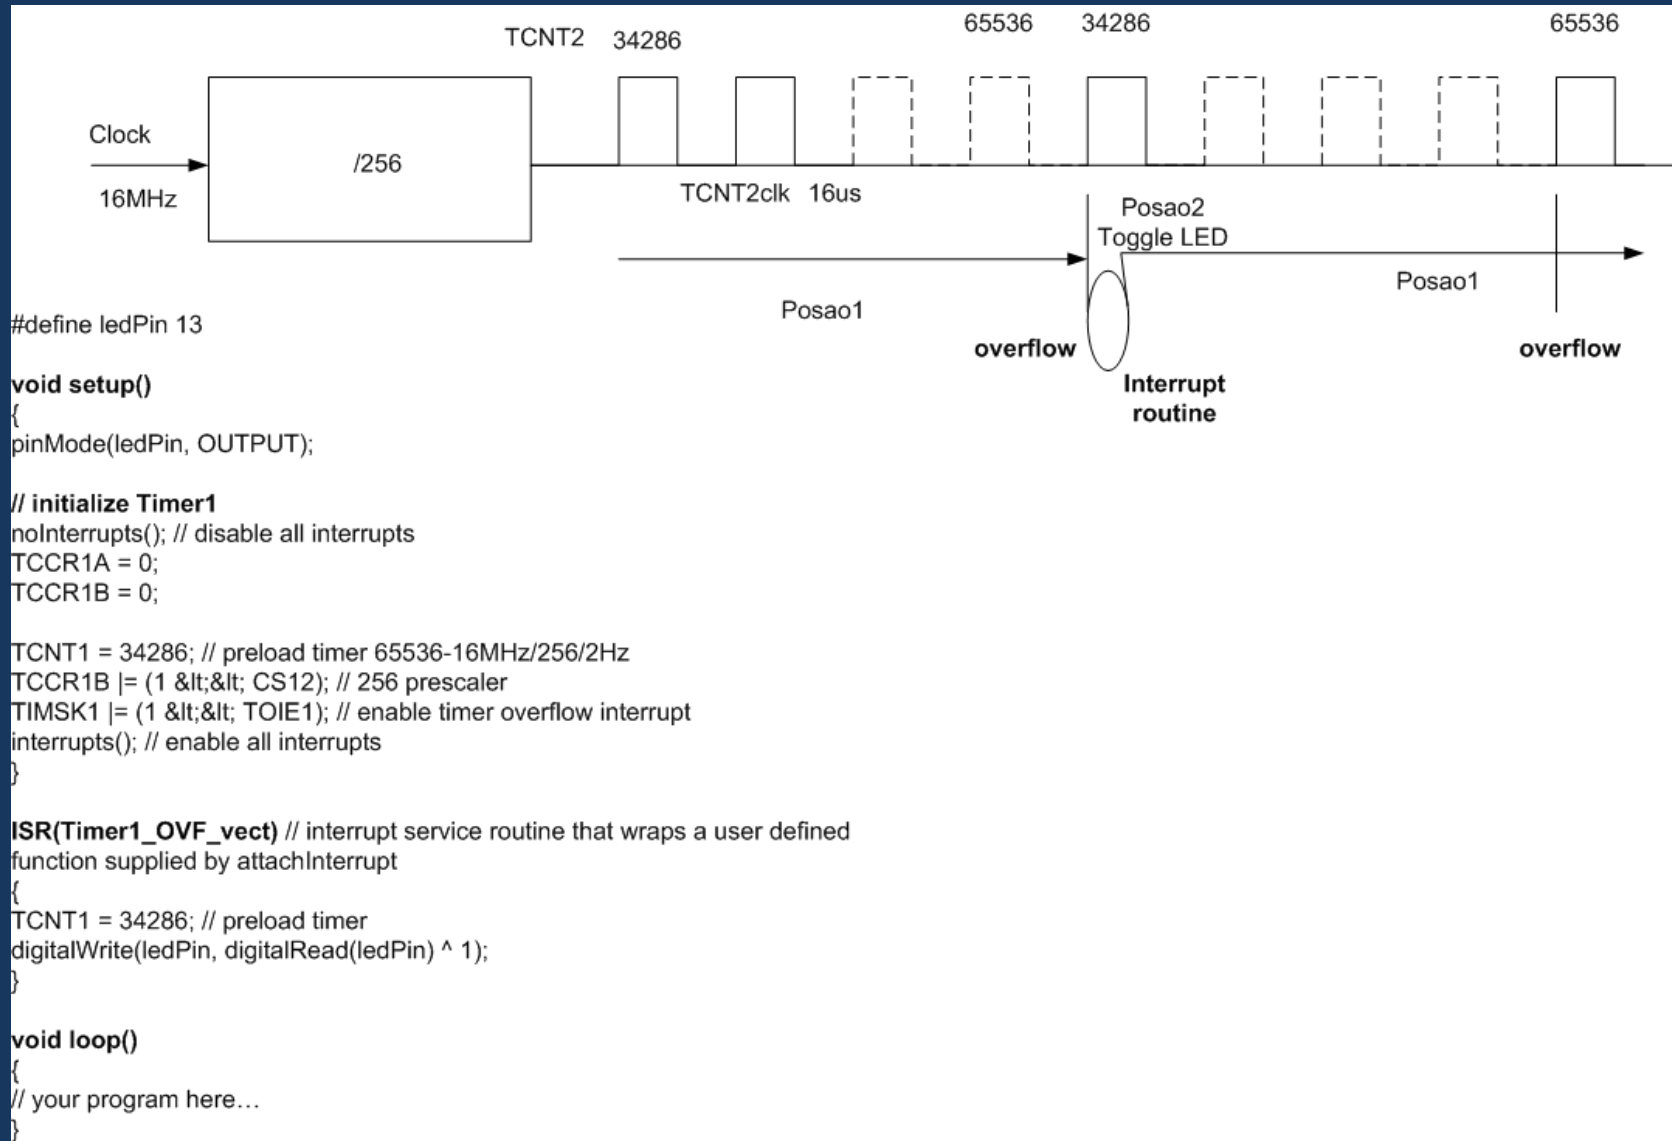 TCNT2 34286 65536 34286 65536
Clock
/256
16MHz
TCNT2clk 16us
Posao2
Toggle LED
Posao1
Posao1
overflow
overflow
Interrupt
routine
#define ledPin 13
void setup()
{
pinMode(ledPin, OUTPUT);
// initialize Timer1
noInterrupts(); // disable all interrupts
TCCR1A = 0;
TCCR1B = 0;
TCNT1 = 34286; // preload timer 65536-16MHz/256/2Hz
TCCR1B |= (1 &lt;&lt; CS12); // 256 prescaler
TIMSK1 |= (1 &lt;&lt; TOIE1); // enable timer overflow interrupt
interrupts(); // enable all interrupts
}
ISR(Timer1_OVF_vect) // interrupt service routine that wraps a user defined
function supplied by attachInterrupt
{
TCNT1 = 34286; // preload timer
digitalWrite(ledPin, digitalRead(ledPin) ^ 1);
}
void loop()
{
// your program here…
}